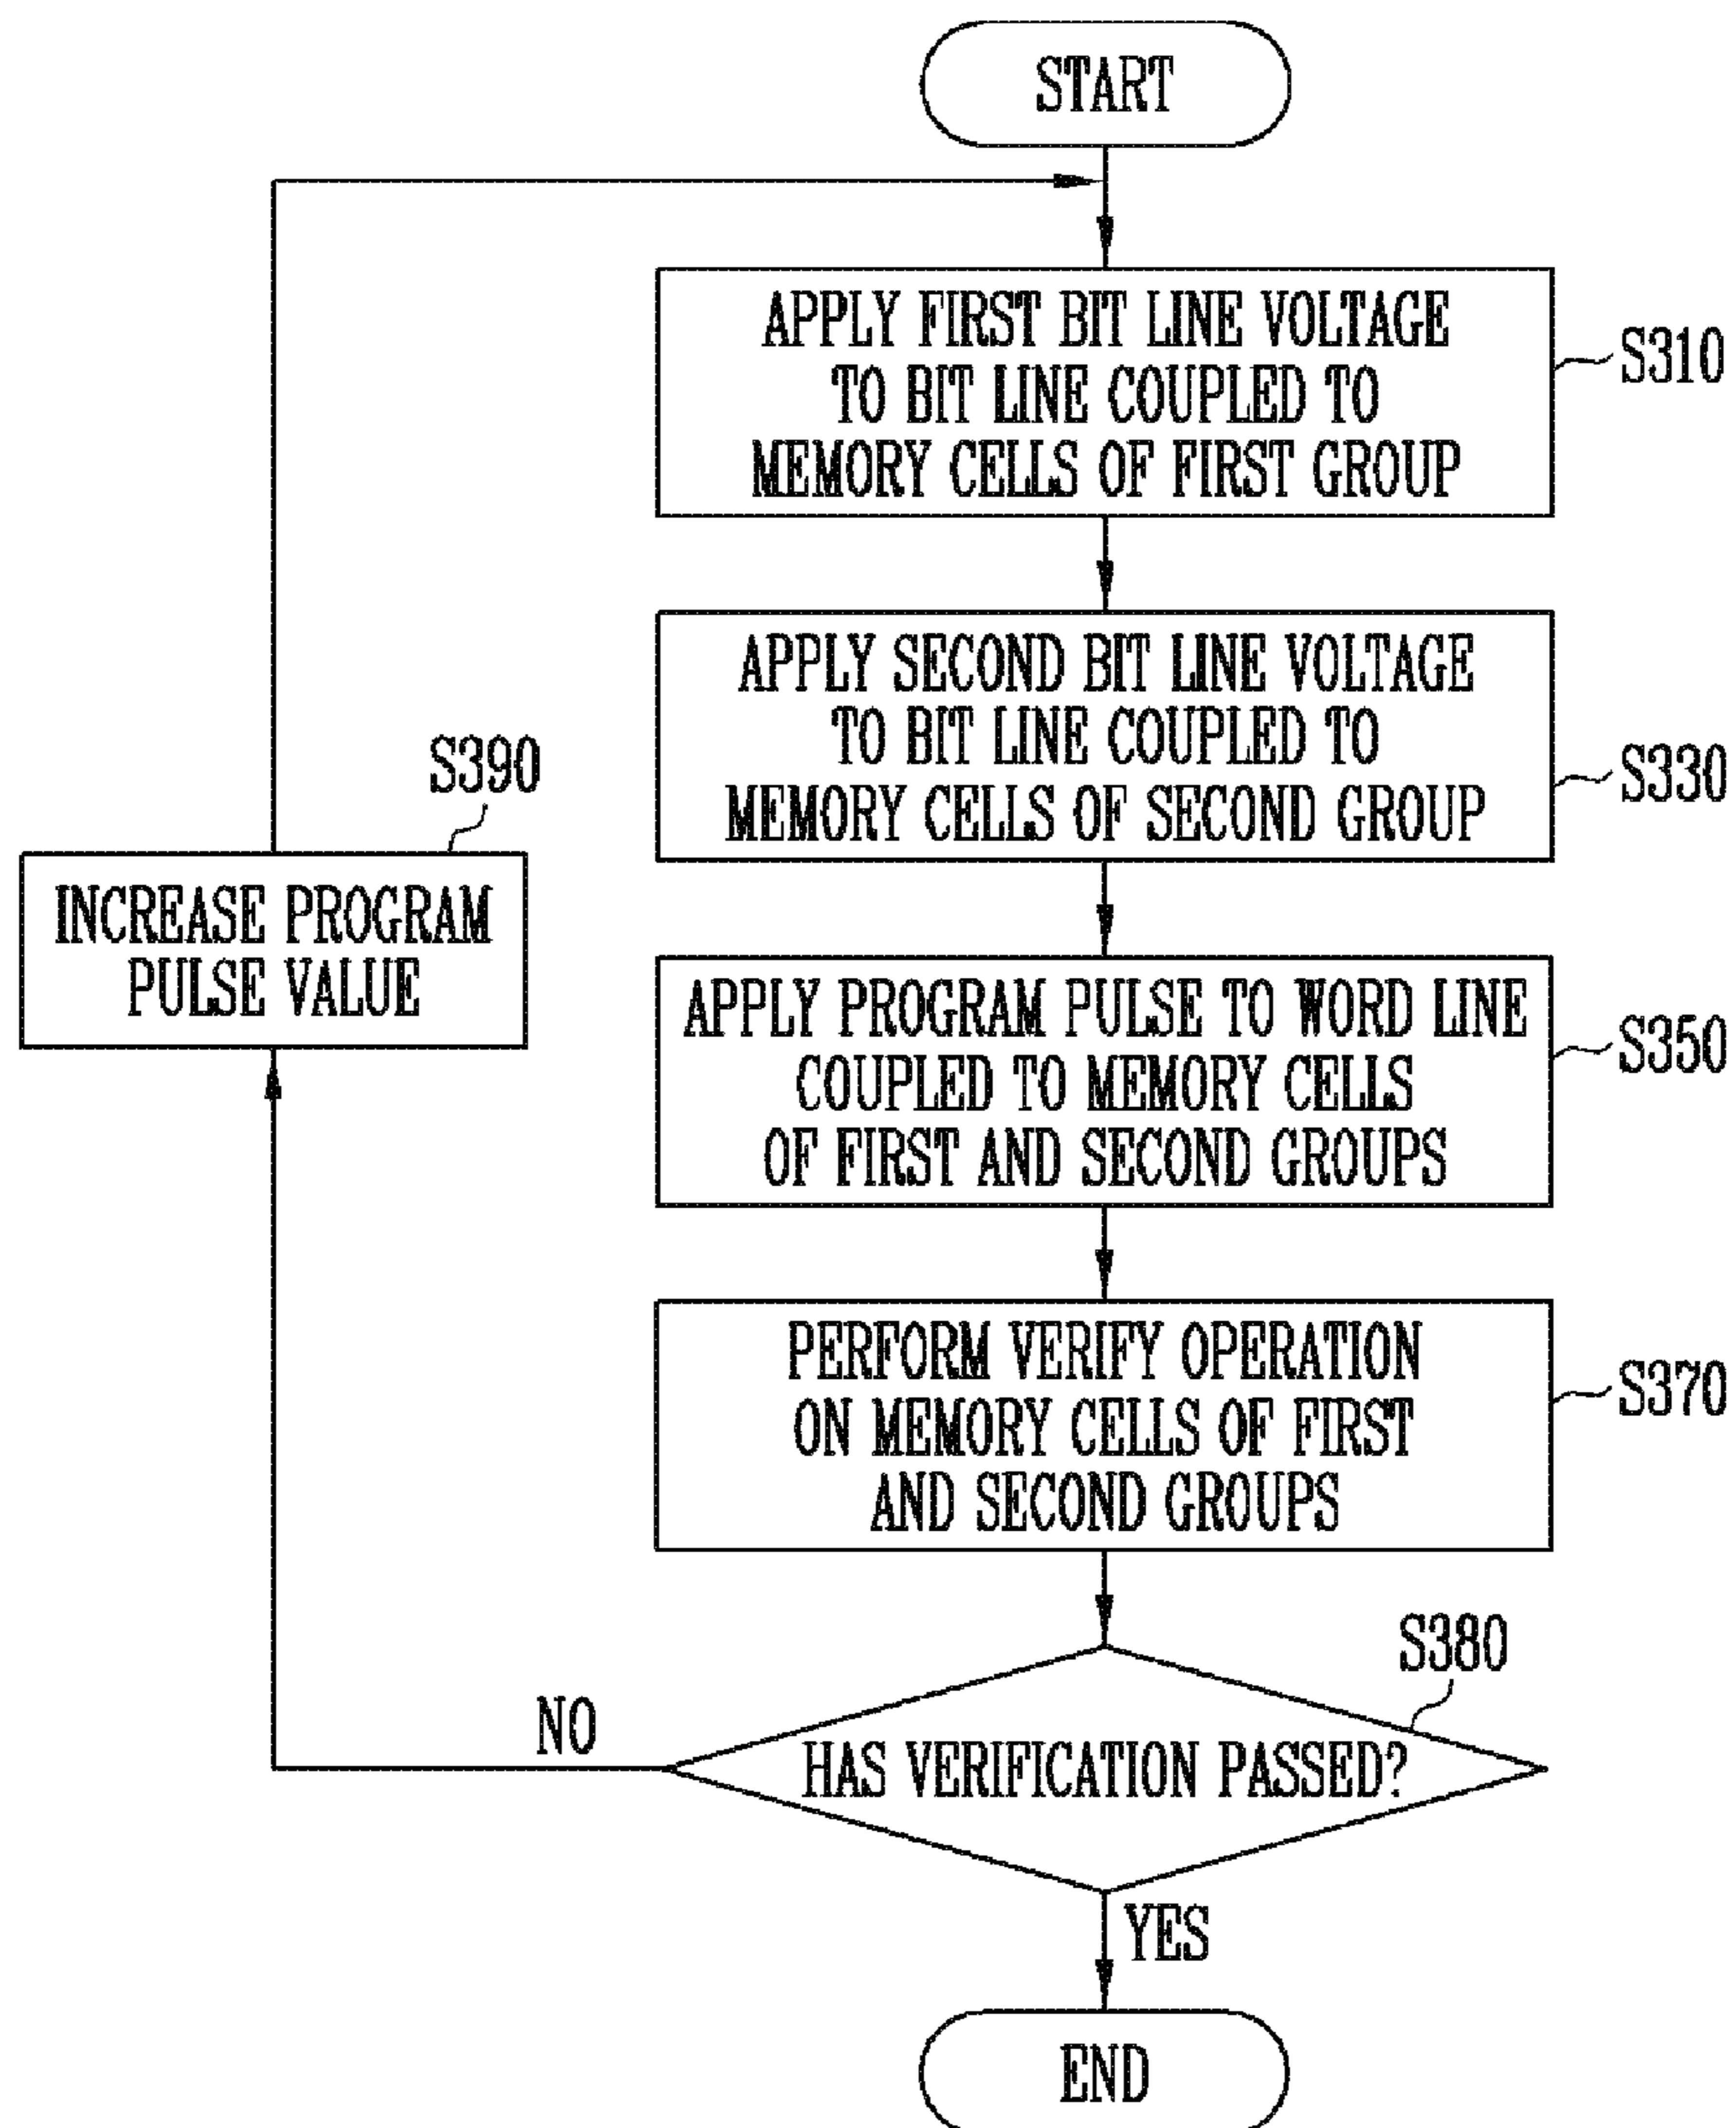 START
APPLY FIRST BIT LINE VOLTAGE
TO BIT LINE COUPLED TO
MEMORY CELLS OF FIRST GROUP
S310
APPLY SECOND BIT LINE VOLTAGE
TO BIT LINE COUPLED TO
MEMORY CELLS OF SECOND GROUP
S330
S390
INCREASE PROGRAM
PULSE VALUE
APPLY PROGRAM PULSE TO WORD LINE
COUPLED TO MEMORY CELLS
OF FIRST AND SECOND GROUPS
S350
PERFORM VERIFY OPERATION
ON MEMORY CELLS OF FIRST
AND SECOND GROUPS
S370
S380
NO
HAS VERIFICATION PASSED?
YES
END